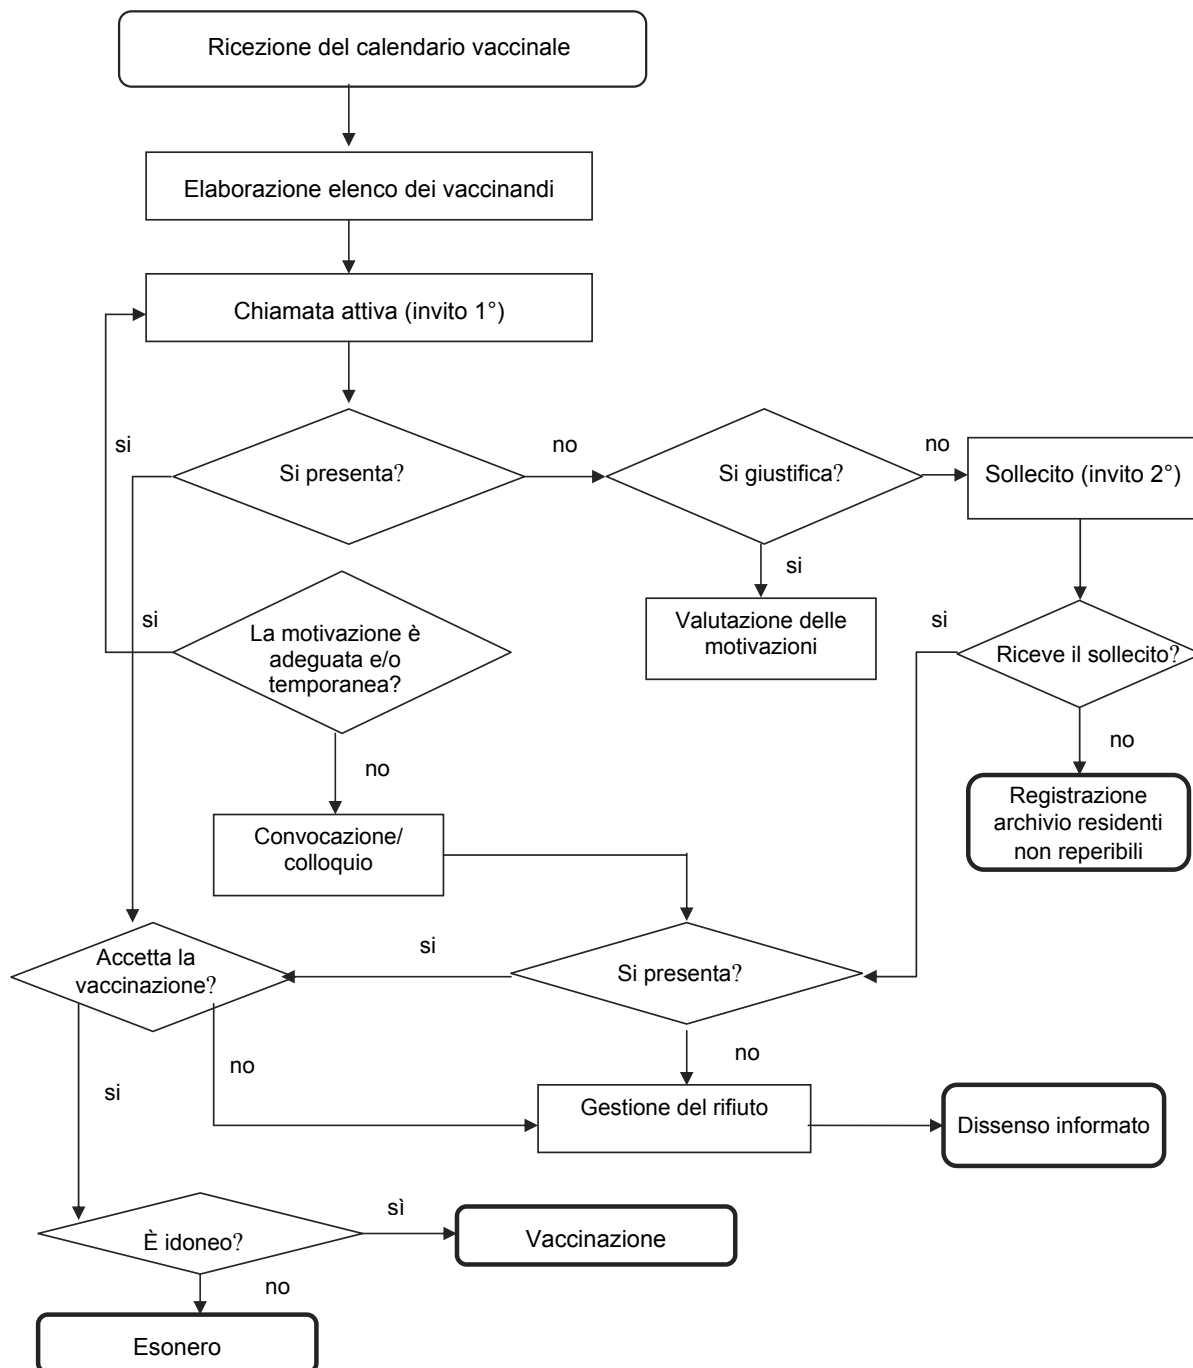 Ricezione del calendario vaccinale
Elaborazione elenco dei vaccinandi
Chiamata attiva (invito 1°)
si
Si presenta?
no
Si giustifica?
no
Sollecito (invito 2°)
si
Valutazione delle
motivazioni
si
La motivazione è
adeguata e/o
temporanea?
si
Riceve il sollecito?
no
no
Registrazione
archivio residenti
non reperibili
Convocazione/
colloquio
Accetta la
vaccinazione?
si
Si presenta?
no
no
si
Gestione del rifiuto
Dissenso informato
È idoneo?
sì
Vaccinazione
no
Esonero